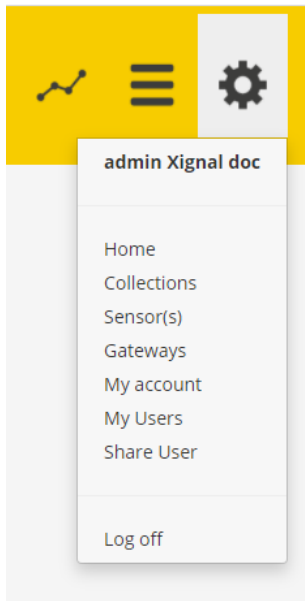 admin Xignal doc
Home
Collections
Sensor(s)
Gateways
My account
My Users
Share User
Log off